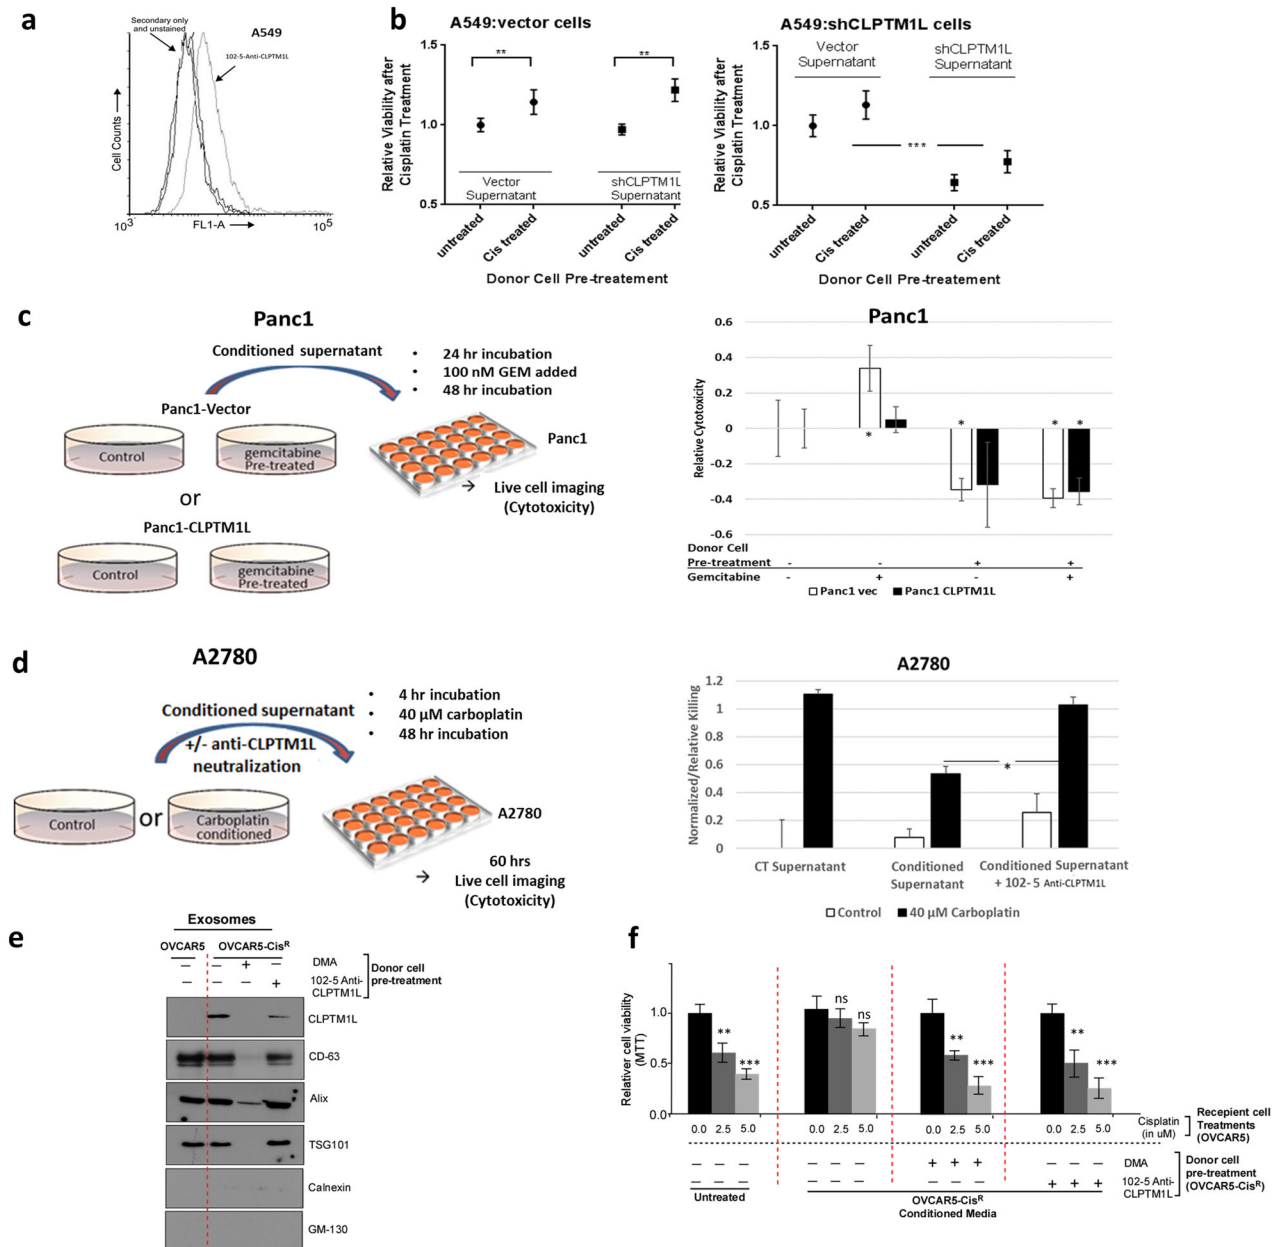 a
Secondary only
and unstained
A549
102-5-Anti-CLPTM1L
Cell Counts
10³ FL1-A 10⁵
b
A549:vector cells
Relative Viability after
Cisplatin Treatment
1.5
1.0
0.5
**
**
Vector
Supernatant
shCLPTM1L
Supernatant
untreated
Cis treated
untreated
Cis treated
Donor Cell Pre-treatement
A549:shCLPTM1L cells
Relative Viability after
Cisplatin Treatment
1.5
1.0
0.5
Vector
Supernatant
shCLPTM1L
Supernatant
***
untreated
Cis treated
untreated
Cis treated
Donor Cell Pre-treatement
c
Panc1
Conditioned supernatant
• 24 hr incubation
• 100 nM GEM added
• 48 hr incubation
Panc1-Vector
Control
gemcitabine
Pre-Treated
or
Panc1-CLPTM1L
Control
gemcitabine
Pre-Treated
Panc1
Live cell imaging
(Cytotoxicity)
Panc1
Relative Cytotoxicity
0.6
0.4
0.2
0
-0.2
-0.4
-0.6
*
*
* *
Donor Cell
Pre-treatment - - + +
Gemcitabine - + - +
Panc1 vec Panc1 CLPTM1L
d
A2780
Conditioned supernatant
+/- anti-CLPTM1L
neutralization
• 4 hr incubation
• 40 µM carboplatin
• 48 hr incubation
Control
or
Carboplatin
conditioned
A2780
60 hrs
Live cell imaging
(Cytotoxicity)
A2780
Normalized/Relative Killing
1.2
1
0.8
0.6
0.4
0.2
0
*
CT Supernatant
Conditioned
Supernatant
Conditioned Supernatant
+ 102-5 Anti-CLPTM1L
Control 40 µM Carboplatin
e
Exosomes
OVCAR5 OVCAR5-Cisᴿ
– – + – DMA
– – – + 102-5 Anti-
CLPTM1L
Donor cell
pre-treatment
CLPTM1L
CD-63
Alix
TSG101
Calnexin
GM-130
f
Relativer cell viability
(MTT)
1.0
0.5
0.0
** ***
ns ns
** ***
** ***
0.0 2.5 5.0 0.0 2.5 5.0 0.0 2.5 5.0 0.0 2.5 5.0
Cisplatin
(in uM)
Recepient cell
Treatments
(OVCAR5)
– – – – – – + + + – – – DMA
– – – – – – – – – + + + 102-5 Anti-
CLPTM1L
Donor cell
pre-treatment
(OVCAR5-Cisᴿ)
Untreated
OVCAR5-Cisᴿ
Conditioned Media